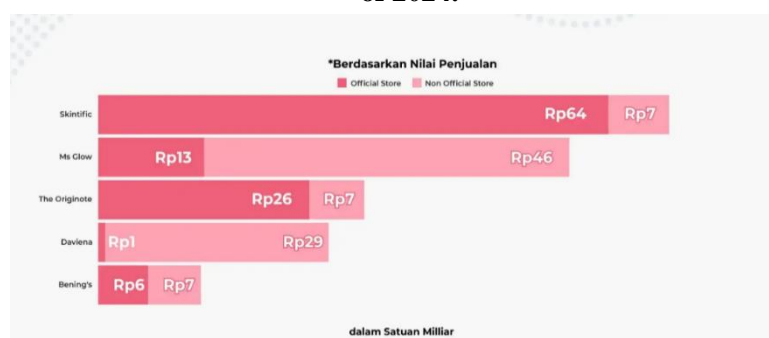 *Berdasarkan Nilai Penjualan
Official Store Non Official Store
Skintific Rp64 Rp7
Ms Glow Rp13 Rp46
The Originote Rp26 Rp7
Daviena Rp1 Rp29
Bening's Rp6 Rp7
dalam Satuan Milliar